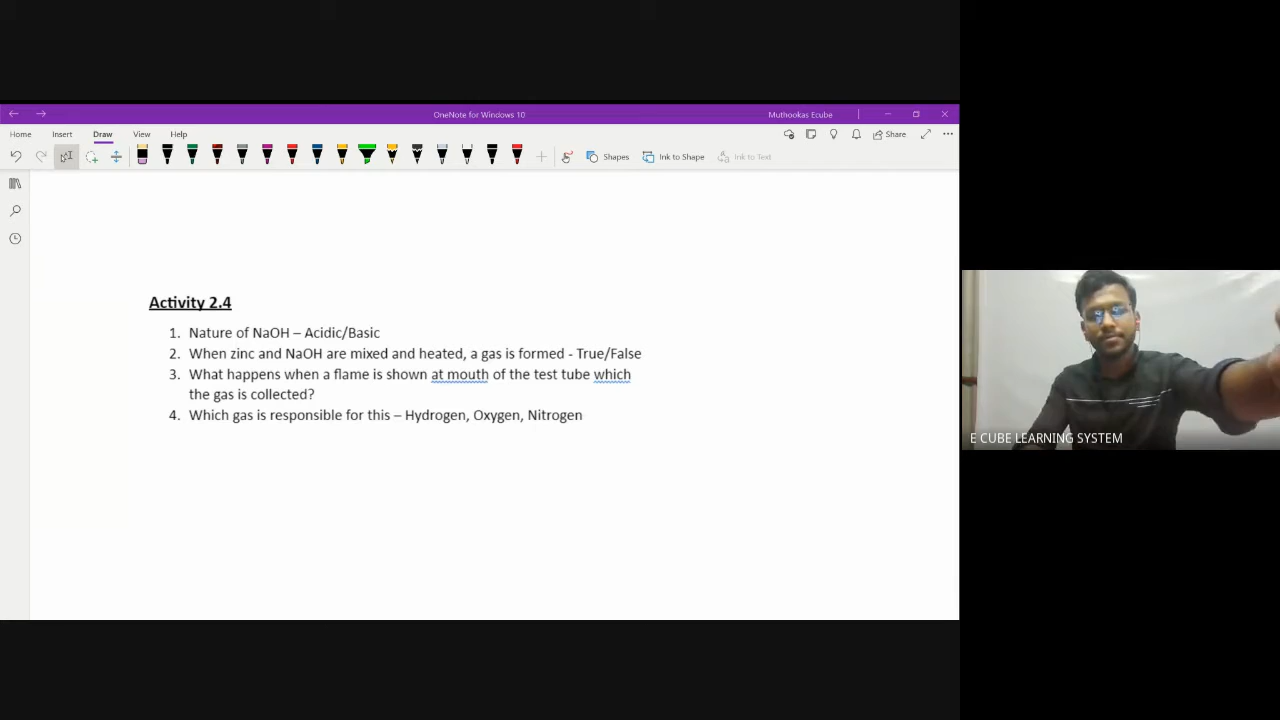 OneNote for Windows 10
Muthookas Ecube
Home Insert Draw View Help
Share
Shapes Ink to Shape Ink to Text
Activity 2.4
1. Nature of NaOH – Acidic/Basic
2. When zinc and NaOH are mixed and heated, a gas is formed - True/False
3. What happens when a flame is shown at mouth of the test tube which
the gas is collected?
4. Which gas is responsible for this – Hydrogen, Oxygen, Nitrogen
E CUBE LEARNING SYSTEM